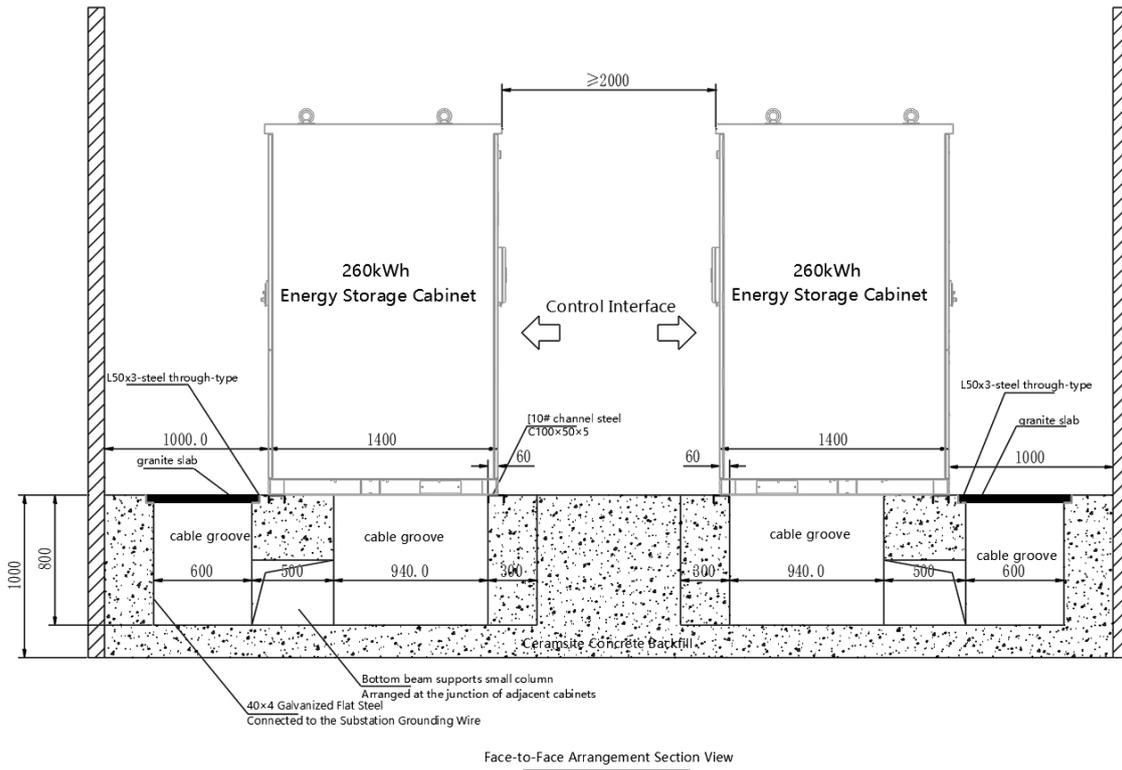 ≥2000
260kWh
Energy Storage Cabinet
260kWh
Energy Storage Cabinet
Control Interface
L50x3-steel through-type
L50x3-steel through-type
[10# channel steel
C100×50×5
granite slab
1000.0
1400
1400
60
60
1000
granite slab
cable groove
cable groove
cable groove
cable groove
1000
800
600
500
940.0
300
300
940.0
500
600
Ceramsite Concrete Backfill
Bottom beam supports small column
Arranged at the junction of adjacent cabinets
40×4 Galvanized Flat Steel
Connected to the Substation Grounding Wire
Face-to-Face Arrangement Section View